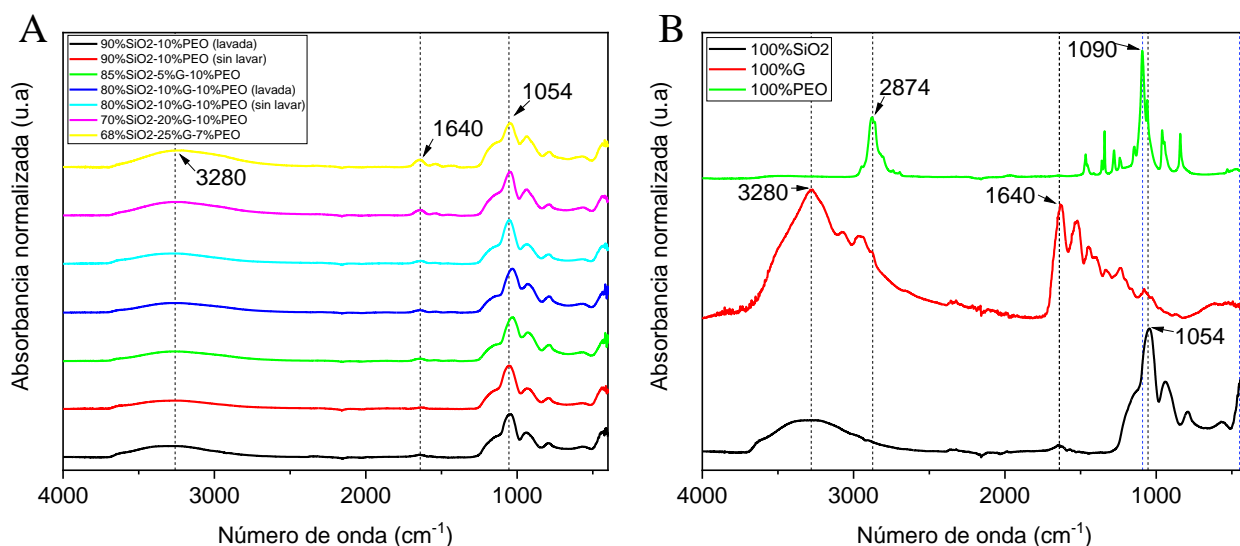 A
90%SiO2-10%PEO (lavada)
90%SiO2-10%PEO (sin lavar)
85%SiO2-5%G-10%PEO
80%SiO2-10%G-10%PEO (lavada)
80%SiO2-10%G-10%PEO (sin lavar)
70%SiO2-20%G-10%PEO
68%SiO2-25%G-7%PEO
1054
1640
3280
Absorbancia normalizada (u.a)
4000
3000
2000
1000
Número de onda (cm-1)
B
100%SiO2
100%G
100%PEO
1090
2874
3280
1640
1054
Absorbancia normalizada (u.a)
4000
3000
2000
1000
Número de onda (cm-1)